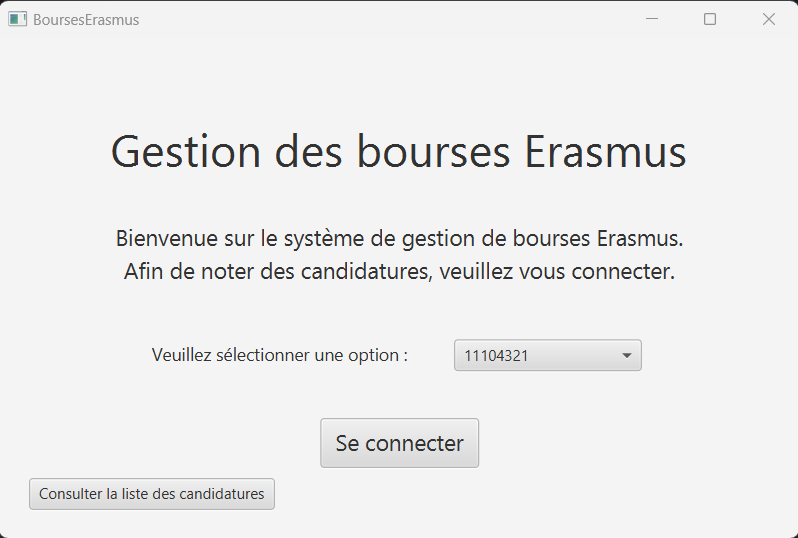 BoursesErasmus
Gestion des bourses Erasmus
Bienvenue sur le système de gestion de bourses Erasmus.
Afin de noter des candidatures, veuillez vous connecter.
Veuillez sélectionner une option :
11104321
Se connecter
Consulter la liste des candidatures